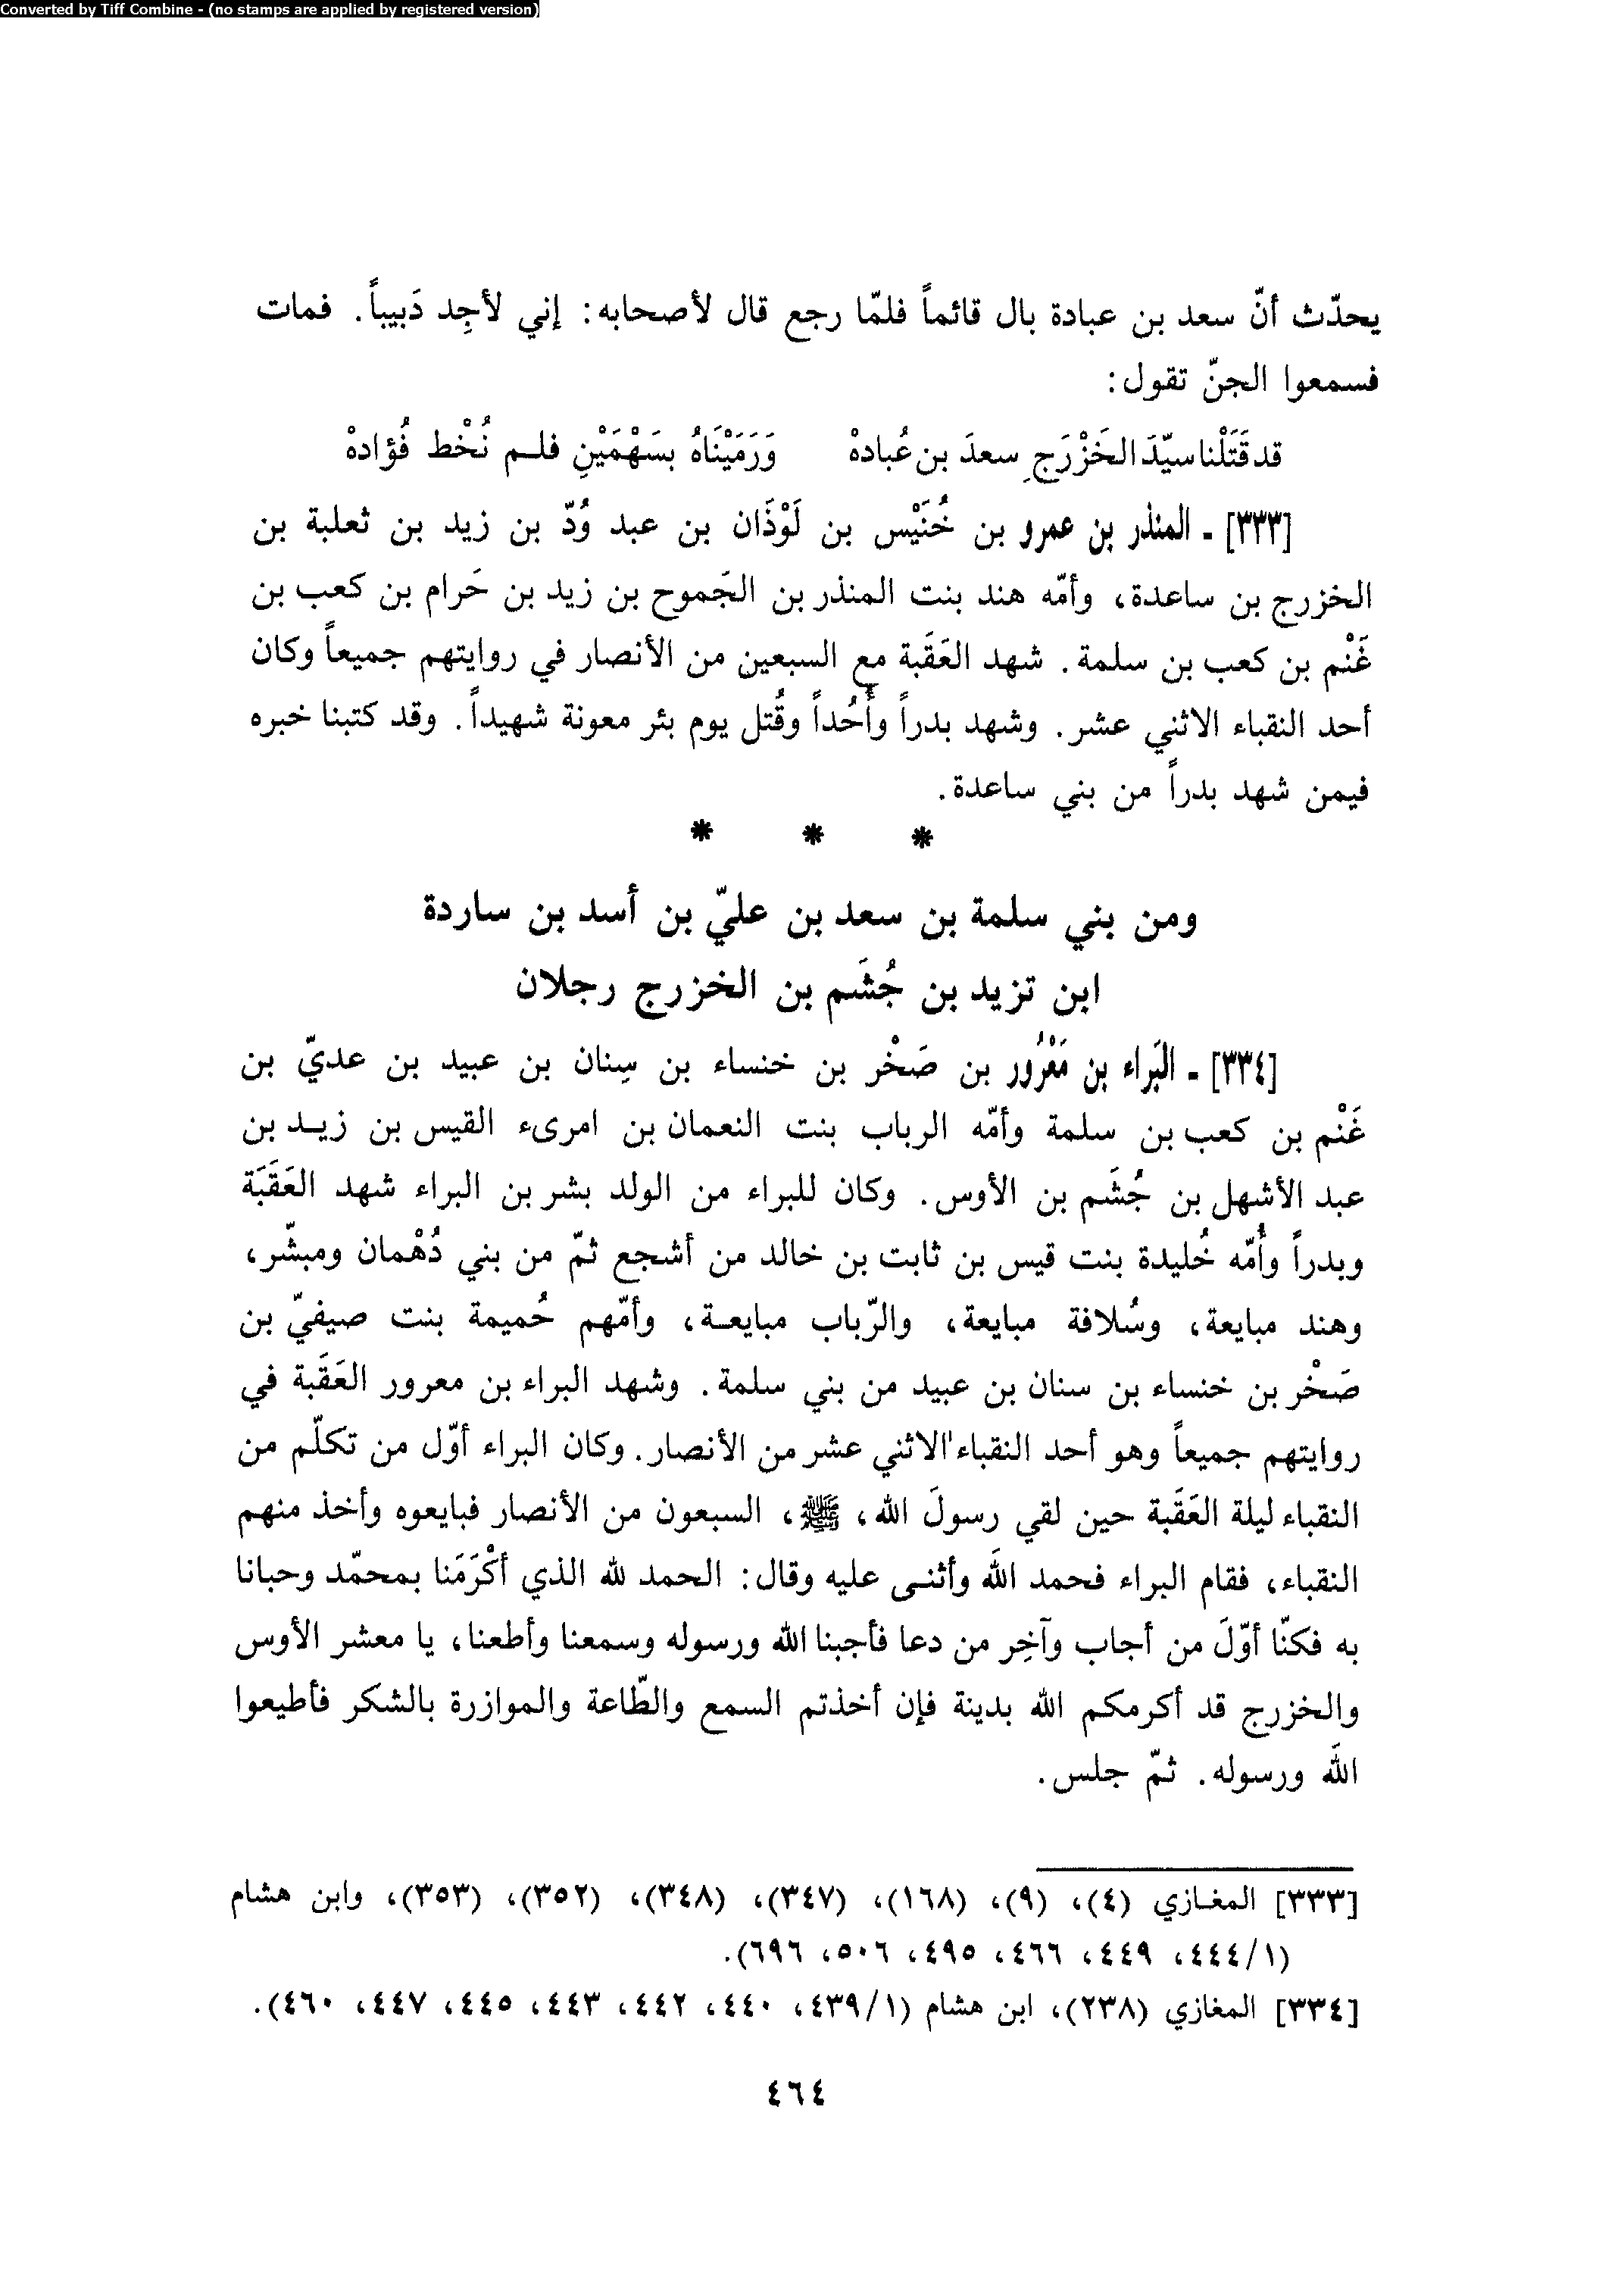 Converted by Tiff Combine - (no stamps are applied by registered version)
يحدّث أنّ سعد بن عبادة بال قائماً فلمّا رجع قال لأصحابه: إني لأجِد دَبيباً. فمات
فسمعوا الجنّ تقول:
قد قَتَلْنا سيّدَ الخَزْرَجِ سعدَ بن عُبادهْ وَرَمَيْنَاهُ بسَهْمَيْنِ فلـم نُخْط فُؤادهْ
[٣٣٣] ـ المنذر بن عمرو بن خُنَيْس بن لَوْذَان بن عبد وُدّ بن زيد بن ثعلبة بن
الخزرج بن ساعدة، وأمّه هند بنت المنذر بن الجَموح بن زيد بن حَرام بن كعب بن
غَنْم بن كعب بن سلمة. شهد العَقَبة مع السبعين من الأنصار في روايتهم جميعاً وكان
أحد النقباء الاثني عشر. وشهد بدراً وأُحُداً وقُتل يوم بئر معونة شهيداً. وقد كتبنا خبره
فيمن شهد بدراً من بني ساعدة.
* * *
ومن بني سلمة بن سعد بن عليّ بن أسد بن ساردة
ابن تزيد بن جُشَم بن الخزرج رجلان
[٣٣٤] ـ البَراء بن مَعْرُور بن صَخْر بن خنساء بن سِنان بن عبيد بن عديّ بن
غَنْم بن كعب بن سلمة وأمّه الرباب بنت النعمان بن امرىء القيس بن زيـد بن
عبد الأشهل بن جُشَم بن الأوس. وكان للبراء من الولد بشر بن البراء شهد العَقَبَة
وبدراً وأُمّه خُليدة بنت قيس بن ثابت بن خالد من أشجع ثمّ من بني دُهْمان ومبشّر،
وهند مبايعة، وسُلافة مبايعة، والرّباب مبايعـة، وأمّهم حُميمة بنت صيفيّ بن
صَخْر بن خنساء بن سنان بن عبيد من بني سلمة. وشهد البراء بن معرور العَقَبة في
روايتهم جميعاً وهو أحد النقباء الاثني عشر من الأنصار. وكان البراء أوّل من تكلّم من
النقباء ليلة العَقَبة حين لقي رسولَ الله، ﷺ، السبعون من الأنصار فبايعوه وأخذ منهم
النقباء، فقام البراء فحمد اللهَ وأثنـى عليه وقال: الحمد لله الذي أكْرَمَنا بمحمّد وحبانا
به فكنّا أوّلَ من أجاب وآخِر من دعا فأجبنا الله ورسوله وسمعنا وأطعنا، يا معشر الأوس
والخزرج قد أكرمكم الله بدينة فإن أخذتم السمع والطّاعة والموازرة بالشكر فأطيعوا
اللهَ ورسوله. ثمّ جلس.
[٣٣٣] المغـازي (٤)، (٩)، (١٦٨)، (٣٤٧)، (٣٤٨)، (٣٥٢)، (٣٥٣)، وابن هشام
(١/٤٤٤، ٤٤٩، ٤٦٦، ٤٩٥، ٥٠٦، ٦٩٦).
[٣٣٤] المغازي (٢٣٨)، ابن هشام (١/٤٣٩، ٤٤٠، ٤٤٢، ٤٤٣، ٤٤٥، ٤٤٧، ٤٦٠).
٤٦٤